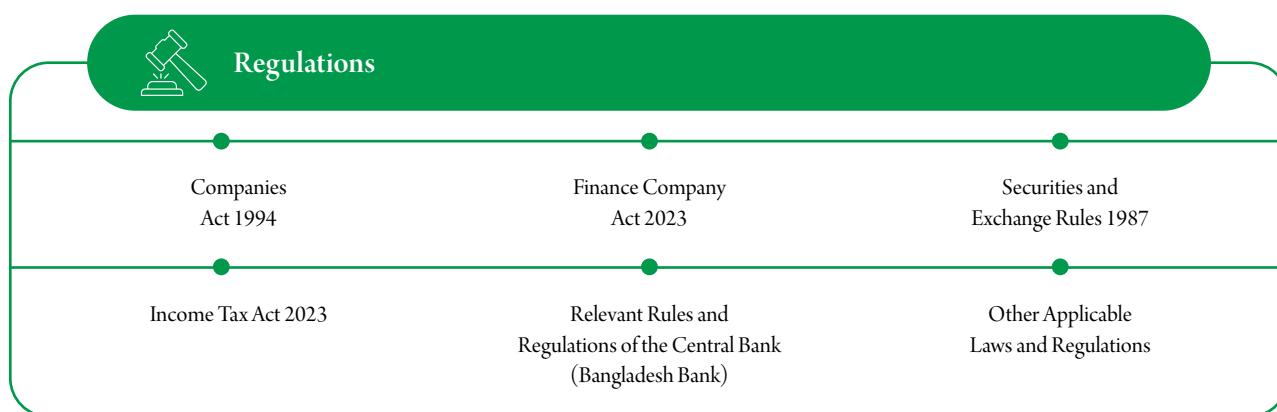 Regulations
Companies
Act 1994
Finance Company
Act 2023
Securities and
Exchange Rules 1987
Income Tax Act 2023
Relevant Rules and
Regulations of the Central Bank
(Bangladesh Bank)
Other Applicable
Laws and Regulations